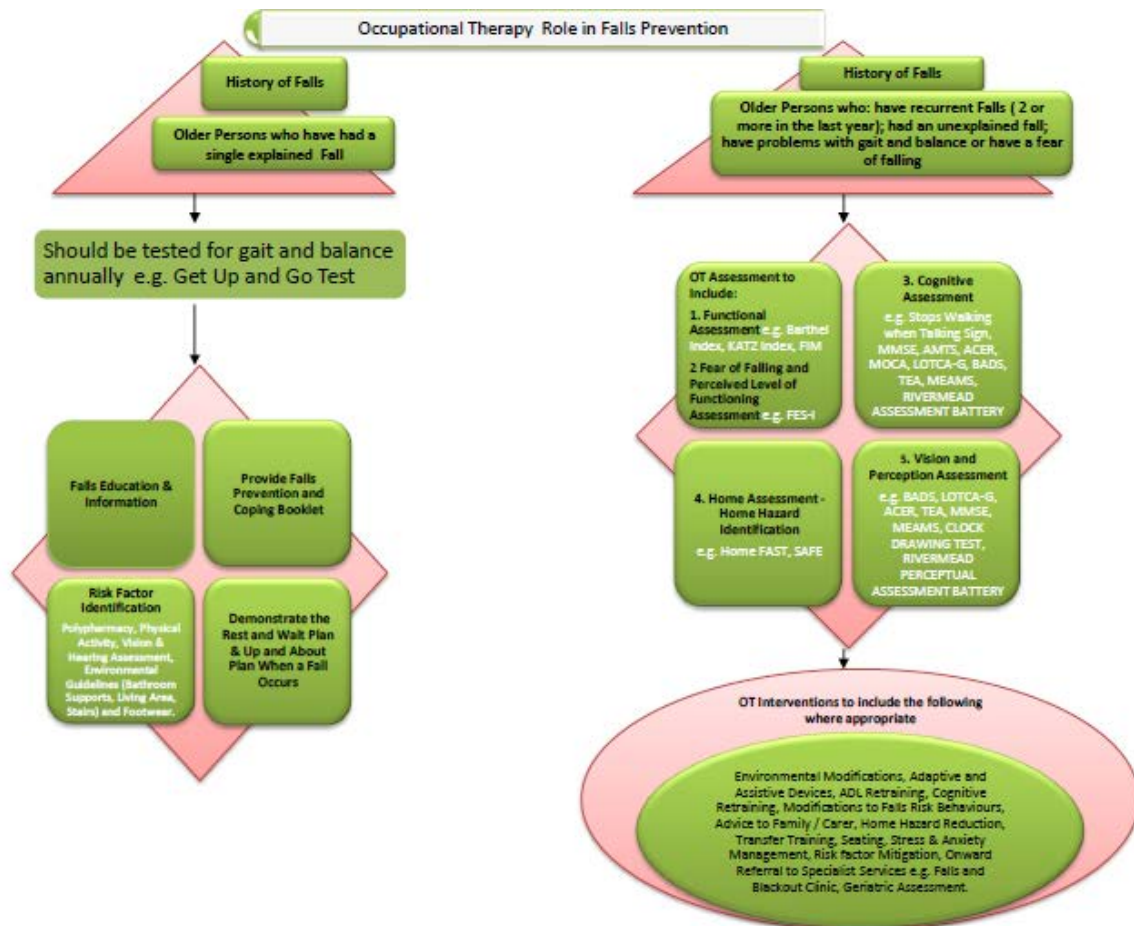 Occupational Therapy Role in Falls Prevention
History of Falls
Older Persons who have had a
single explained Fall
Should be tested for gait and balance
annually e.g. Get Up and Go Test
Falls Education &
Information
Provide Falls
Prevention and
Coping Booklet
Risk Factor
Identification
Polypharmacy, Physical
Activity, Vision &
Hearing Assessment,
Environmental
Guidelines (Bathroom
Supports, Living Area,
Stairs) and Footwear.
Demonstrate the
Rest and Wait Plan
& Up and About
Plan When a Fall
Occurs
History of Falls
Older Persons who: have recurrent Falls ( 2 or
more in the last year); had an unexplained fall;
have problems with gait and balance or have a fear
of falling
OT Assessment to
Include:
1. Functional
Assessment e.g. Barthel
Index, KATZ Index, FIM
2 Fear of Falling and
Perceived Level of
Functioning
Assessment e.g. FES-I
3. Cognitive
Assessment
e.g. Stops Walking
when Talking Sign,
MMSE, AMTS, ACER,
MOCA, LOTCA-G, BADS,
TEA, MEAMS,
RIVERMEAD
ASSESSMENT BATTERY
4. Home Assessment -
Home Hazard
Identification
e.g. Home FAST, SAFE
5. Vision and
Perception Assessment
e.g. BADS, LOTCA-G,
ACER, TEA, MMSE,
MEAMS, CLOCK
DRAWING TEST,
RIVERMEAD
PERCEPTUAL
ASSESSMENT BATTERY
OT Interventions to include the following
where appropriate
Environmental Modifications, Adaptive and
Assistive Devices, ADL Retraining, Cognitive
Retraining, Modifications to Falls Risk Behaviours,
Advice to Family / Carer, Home Hazard Reduction,
Transfer Training, Seating, Stress & Anxiety
Management, Risk factor Mitigation, Onward
Referral to Specialist Services e.g. Falls and
Blackout Clinic, Geriatric Assessment.